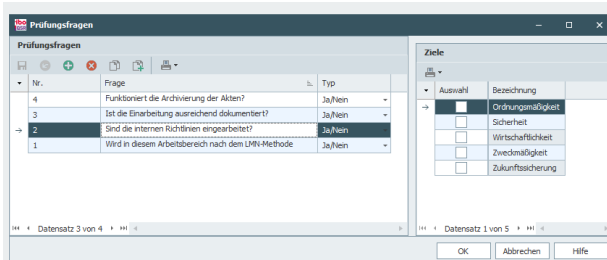 Prüfungsfragen
Prüfungsfragen
Nr. Frage Typ
4 Funktioniert die Archivierung der Akten? Ja/Nein
3 Ist die Einarbeitung ausreichend dokumentiert? Ja/Nein
2 Sind die internen Richtlinien eingearbeitet? Ja/Nein
1 Wird in diesem Arbeitsbereich nach dem LMN-Methode Ja/Nein
Datensatz 3 von 4
Ziele
Auswahl Bezeichnung
Ordnungsmäßigkeit
Sicherheit
Wirtschaftlichkeit
Zweckmäßigkeit
Zukunftssicherung
Datensatz 1 von 5
OK Abbrechen Hilfe